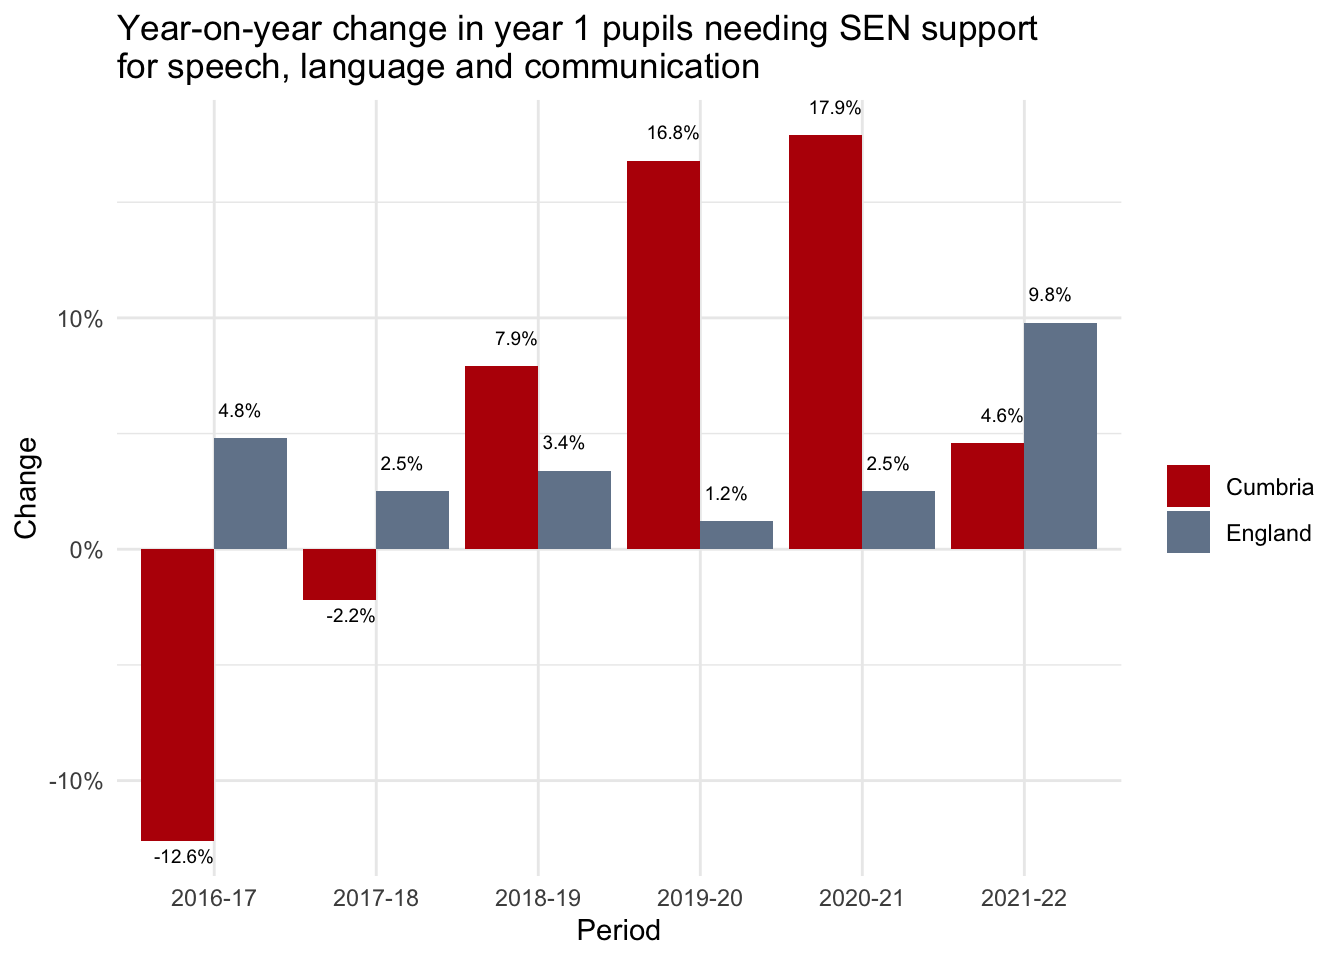 Year-on-year change in year 1 pupils needing SEN support
for speech, language and communication
17.9%
16.8%
9.8%
10%
7.9%
4.8%
4.6%
3.4%
2.5%
2.5%
1.2%
Change
Cumbria
England
0%
-2.2%
-10%
-12.6%
2016-17 2017-18 2018-19 2019-20 2020-21 2021-22
Period